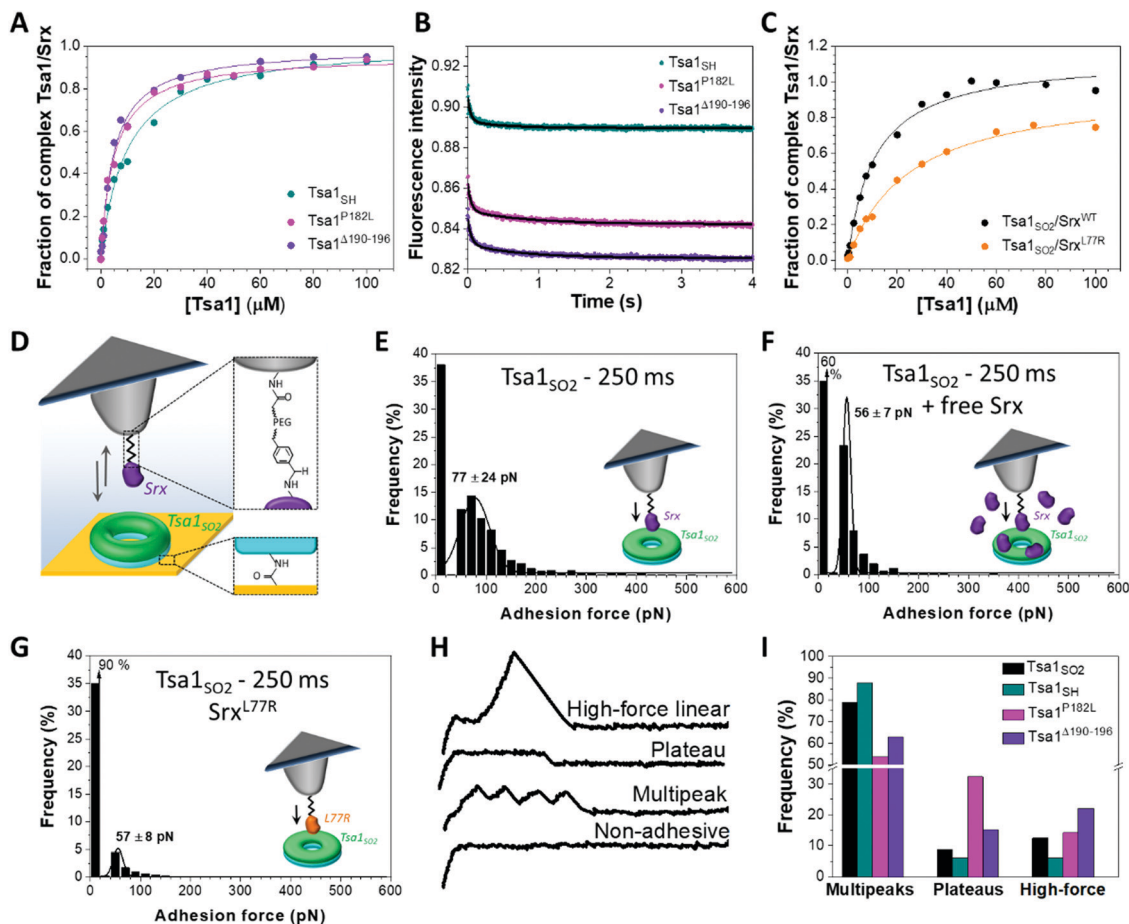 A
Fraction of complex Tsa1/Srx
1.0
0.8
0.6
0.4
0.2
0.0
0 20 40 60 80 100
[Tsa1] (μM)
Tsa1SH
Tsa1P182L
Tsa1Δ190-196
B
Fluorescence intensity
0.92
0.90
0.88
0.86
0.84
0.82
0 1 2 3 4
Time (s)
Tsa1SH
Tsa1P182L
Tsa1Δ190-196
C
Fraction of complex Tsa1/Srx
1.2
1.0
0.8
0.6
0.4
0.2
0.0
0 20 40 60 80 100
[Tsa1] (μM)
Tsa1SO2/SrxWT
Tsa1SO2/SrxL77R
D
Srx
Tsa1SO2
NH
O
PEG
H
NH
NH
O
E
Tsa1SO2 - 250 ms
77 ± 24 pN
Srx
Tsa1SO2
Frequency (%)
40
35
30
25
20
15
10
5
0
0 100 200 300 400 500 600
Adhesion force (pN)
F
60
%
Tsa1SO2 - 250 ms
+ free Srx
56 ± 7 pN
Srx
Tsa1SO2
Frequency (%)
40
35
30
25
20
15
10
5
0
0 100 200 300 400 500 600
Adhesion force (pN)
G
90 %
Tsa1SO2 - 250 ms
SrxL77R
57 ± 8 pN
L77R
Tsa1SO2
Frequency (%)
40
35
30
25
20
15
10
5
0
0 100 200 300 400 500 600
Adhesion force (pN)
H
High-force linear
Plateau
Multipeak
Non-adhesive
I
Frequency (%)
100
90
80
70
60
50
30
20
10
0
Tsa1SO2
Tsa1SH
Tsa1P182L
Tsa1Δ190-196
Multipeaks Plateaus High-force